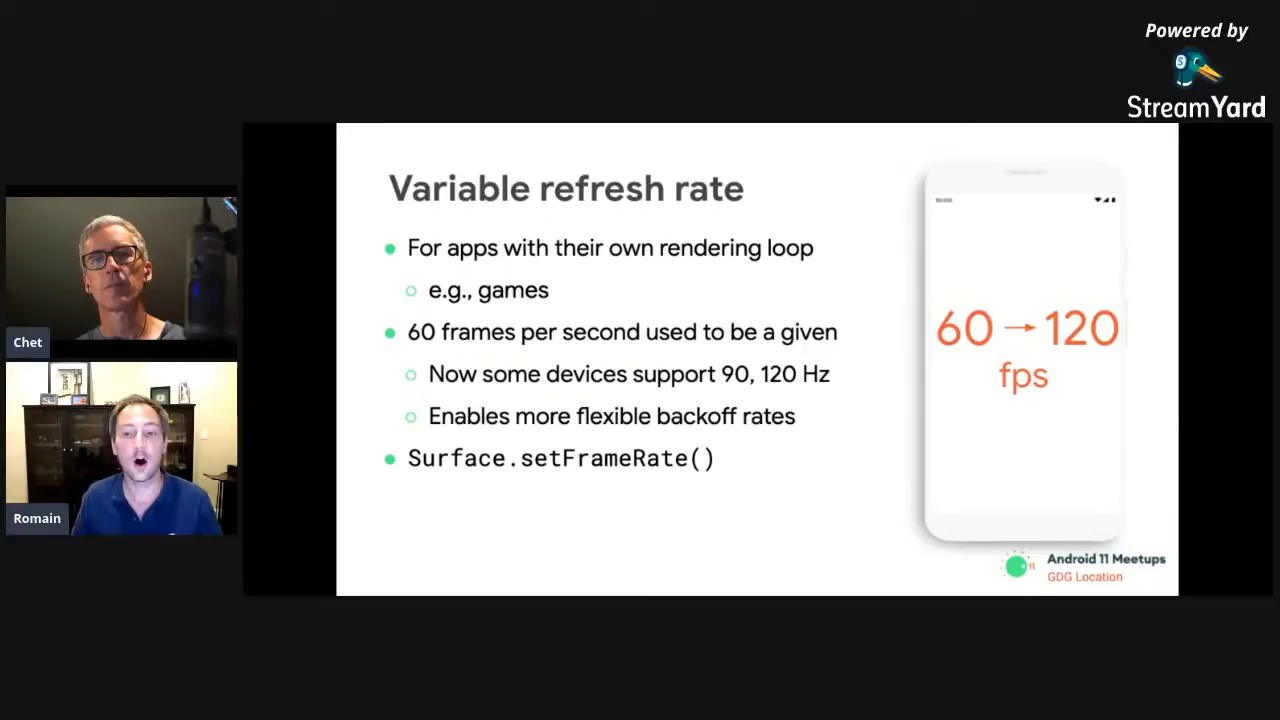 Powered by
StreamYard
Chet
Romain
Variable refresh rate
For apps with their own rendering loop
e.g., games
60 frames per second used to be a given
Now some devices support 90, 120 Hz
Enables more flexible backoff rates
Surface.setFrameRate()
60 → 120
fps
11
Android 11 Meetups
GDG Location